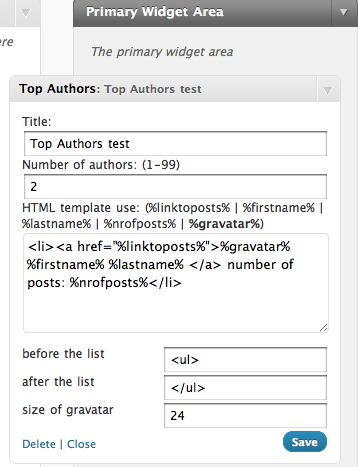 Primary Widget Area
ere
The primary widget area
Top Authors: Top Authors test
Title:
Top Authors test
Number of authors: (1-99)
2
HTML template use: (%linktoposts% | %firstname% |
%lastname% | %nrofposts% | %gravatar%)
<li><a href="%linktoposts%">%gravatar%
%firstname% %lastname% </a> number of
posts: %nrofposts%</li>
before the list
<ul>
after the list
</ul>
size of gravatar
24
Delete | Close
Save